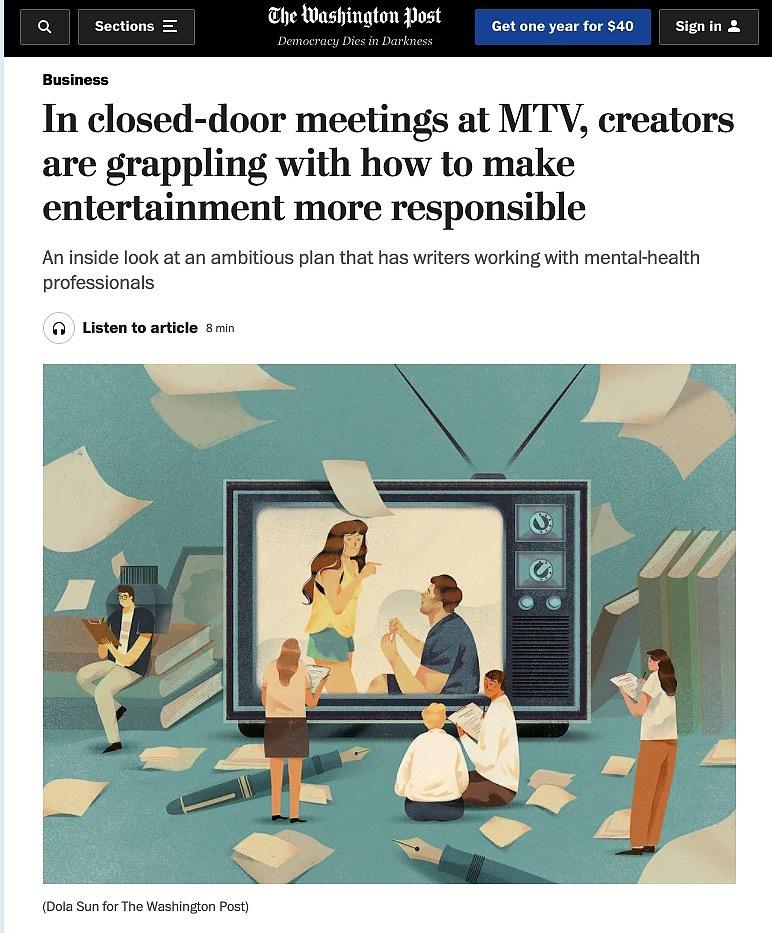 Sections
The Washington Post
Democracy Dies in Darkness
Get one year for $40
Sign in
Business
In closed-door meetings at MTV, creators
are grappling with how to make
entertainment more responsible
An inside look at an ambitious plan that has writers working with mental-health
professionals
Listen to article 8 min
(Dola Sun for The Washington Post)